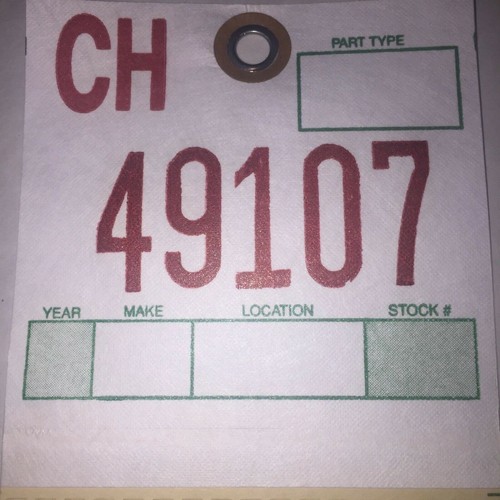 CH
PART TYPE
49107
YEAR MAKE LOCATION STOCK #